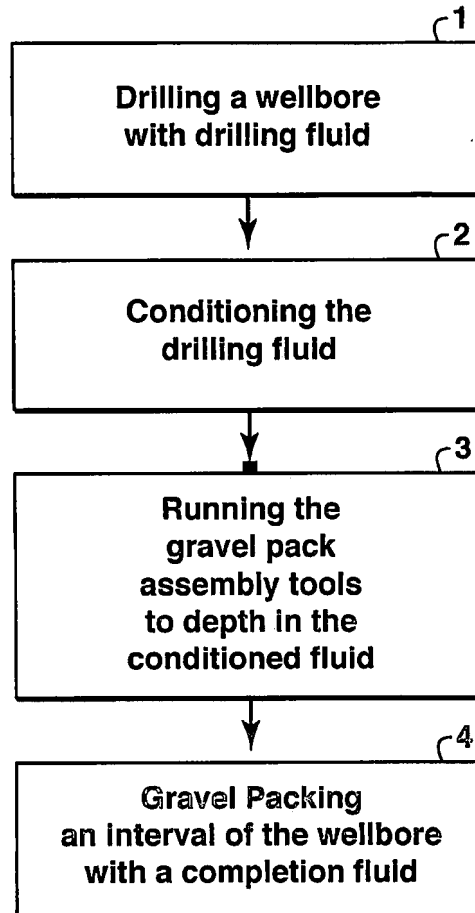 1
Drilling a wellbore
with drilling fluid
2
Conditioning the
drilling fluid
3
Running the
gravel pack
assembly tools
to depth in the
conditioned fluid
4
Gravel Packing
an interval of the wellbore
with a completion fluid